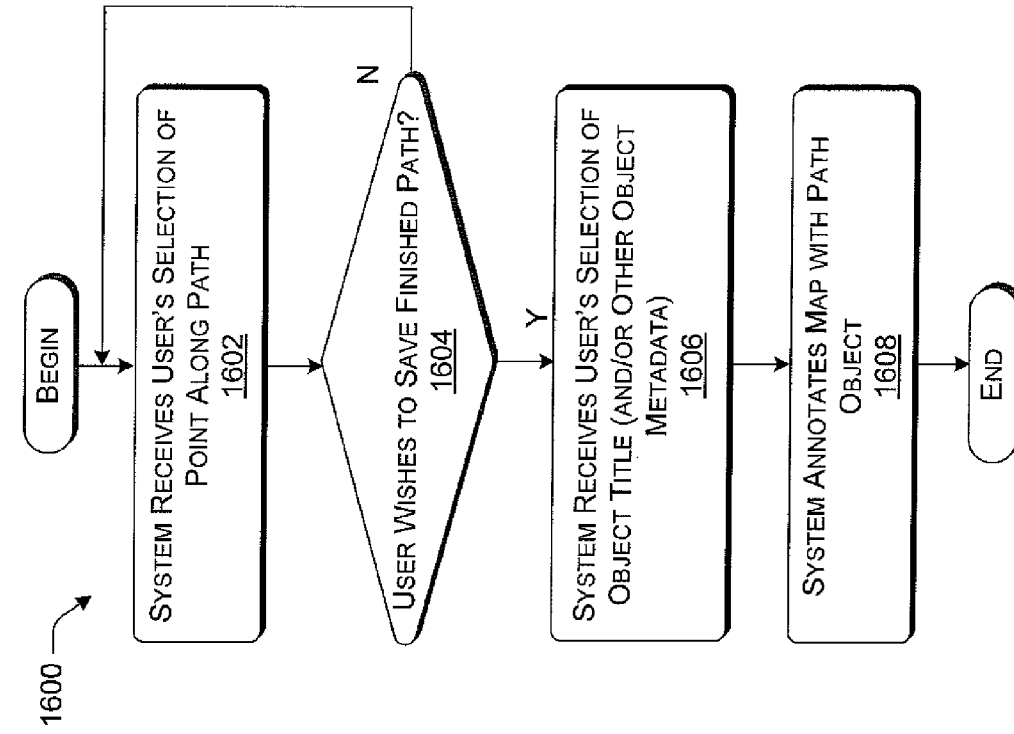 1600
BEGIN
SYSTEM RECEIVES USER'S SELECTION OF
POINT ALONG PATH
1602
USER WISHES TO SAVE FINISHED PATH?
1604
N
Y
SYSTEM RECEIVES USER'S SELECTION OF
OBJECT TITLE (AND/OR OTHER OBJECT
METADATA)
1606
SYSTEM ANNOTATES MAP WITH PATH
OBJECT
1608
END